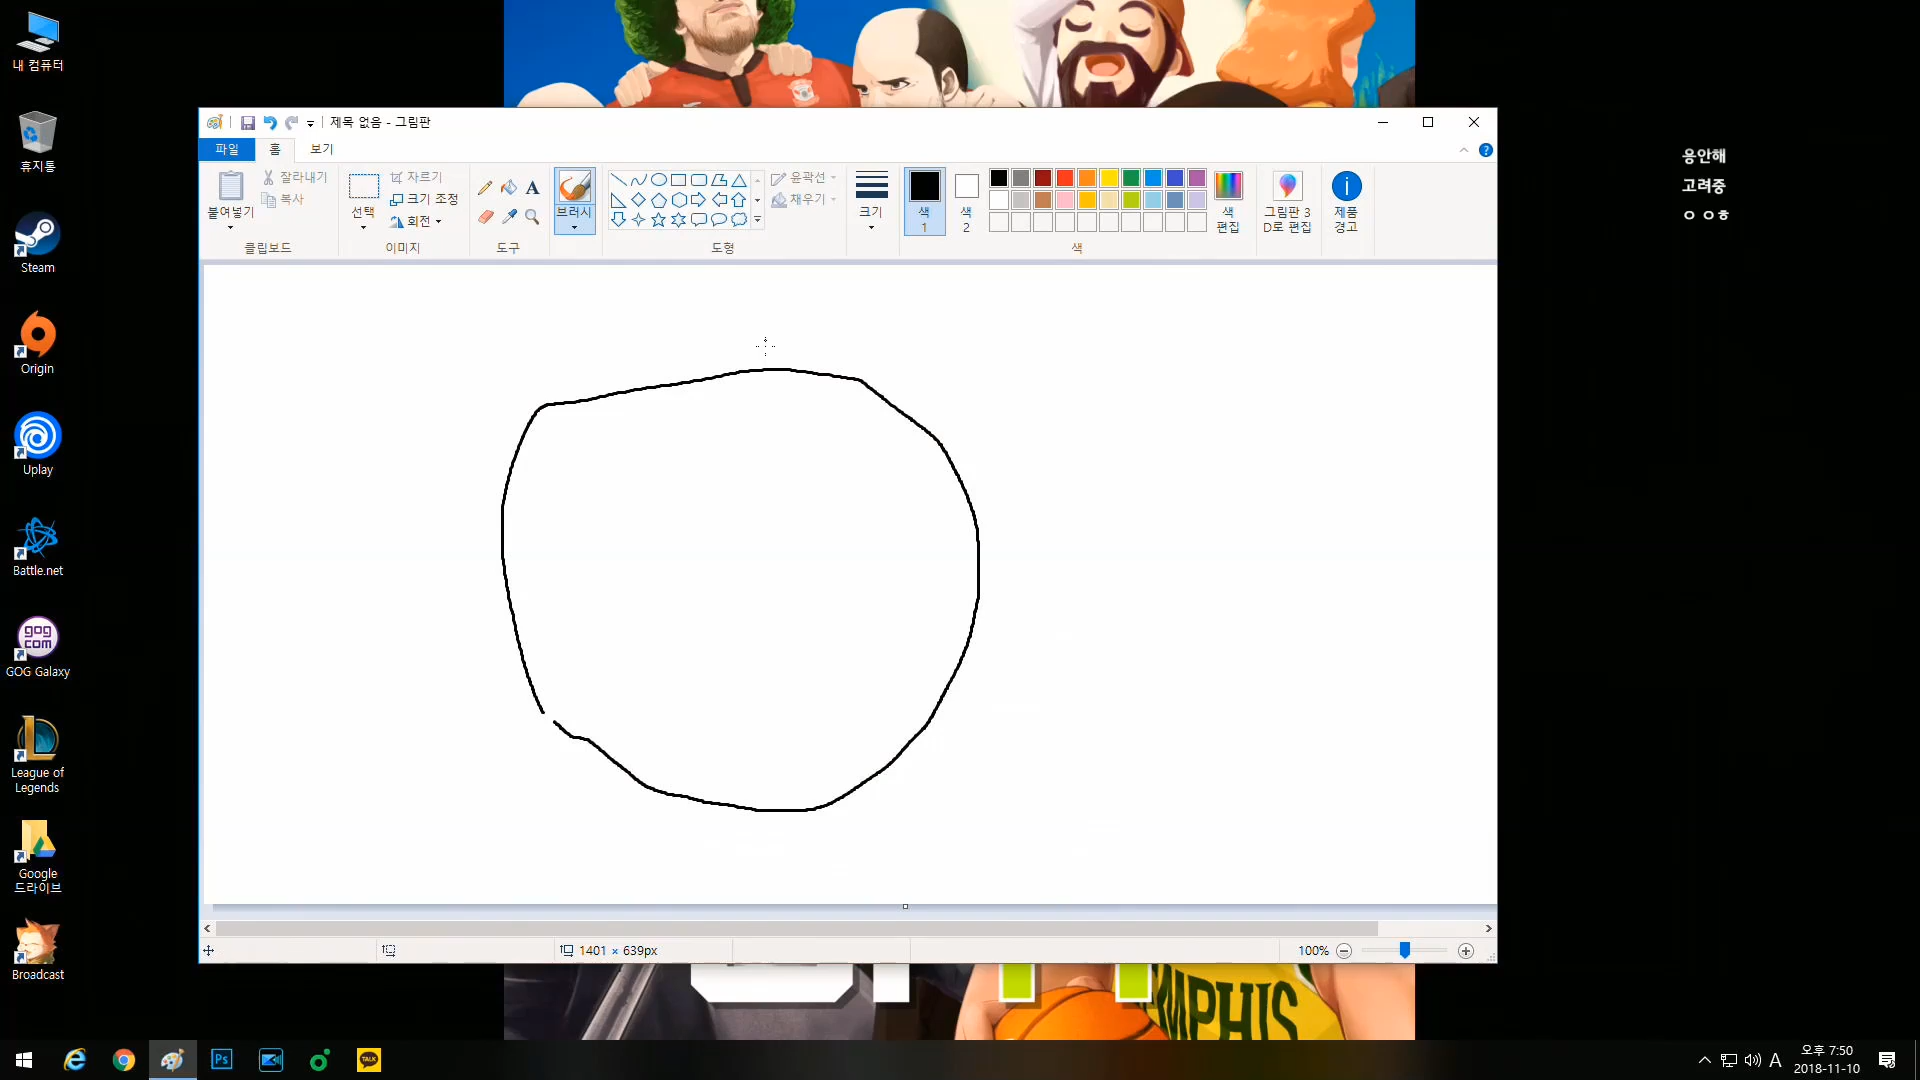 내 컴퓨터
휴지통
Steam
Origin
Uplay
Battle.net
GOG Galaxy
League of
Legends
Google
드라이브
Broadcast
제목 없음 - 그림판
파일
홈
보기
붙여넣기
잘라내기
복사
클립보드
선택
자르기
크기 조정
회전
이미지
A
도구
브러시
윤곽선
채우기
도형
크기
색
1
색
2
색
편집
색
그림판 3
D로 편집
제품
경고
1401 × 639px
100%
용안해
고려중
ㅇ ㅇㅎ
gog
com
MPHIS
Ps
TALK
A
오후 7:50
2018-11-10